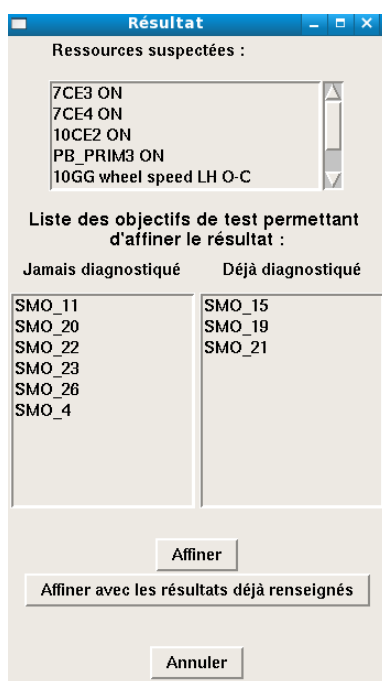 Résultat
Ressources suspectées :
7CE3 ON
7CE4 ON
10CE2 ON
PB_PRIM3 ON
10GG wheel speed LH O-C
Liste des objectifs de test permettant
d'affiner le résultat :
Jamais diagnostiqué
Déjà diagnostiqué
SMO_11
SMO_20
SMO_22
SMO_23
SMO_26
SMO_4
SMO_15
SMO_19
SMO_21
Affiner
Affiner avec les résultats déjà renseignés
Annuler